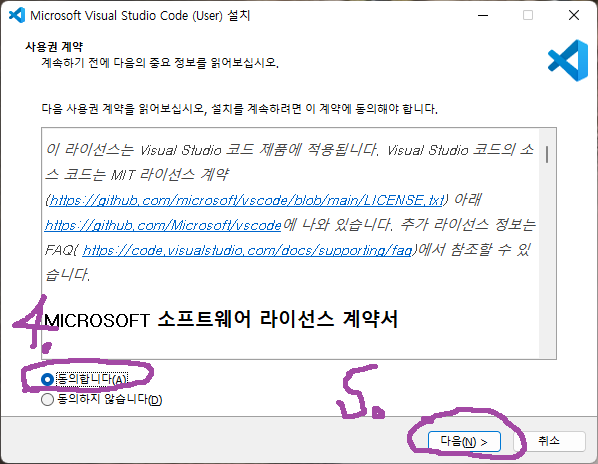 Microsoft Visual Studio Code (User) 설치
사용권 계약
계속하기 전에 다음의 중요 정보를 읽어보십시오.
다음 사용권 계약을 읽어보십시오, 설치를 계속하려면 이 계약에 동의해야 합니다.
이 라이선스는 Visual Studio 코드 제품에 적용됩니다. Visual Studio 코드의 소
스 코드는 MIT 라이선스 계약
(https://github.com/microsoft/vscode/blob/main/LICENSE.txt) 아래
https://github.com/Microsoft/vscode에 나와 있습니다. 추가 라이선스 정보는
FAQ( https://code.visualstudio.com/docs/supporting/faq)에서 참조할 수 있
습니다.
4.
MICROSOFT 소프트웨어 라이선스 계약서
동의합니다(A)
동의하지 않습니다(D)
5.
다음(N) >
취소